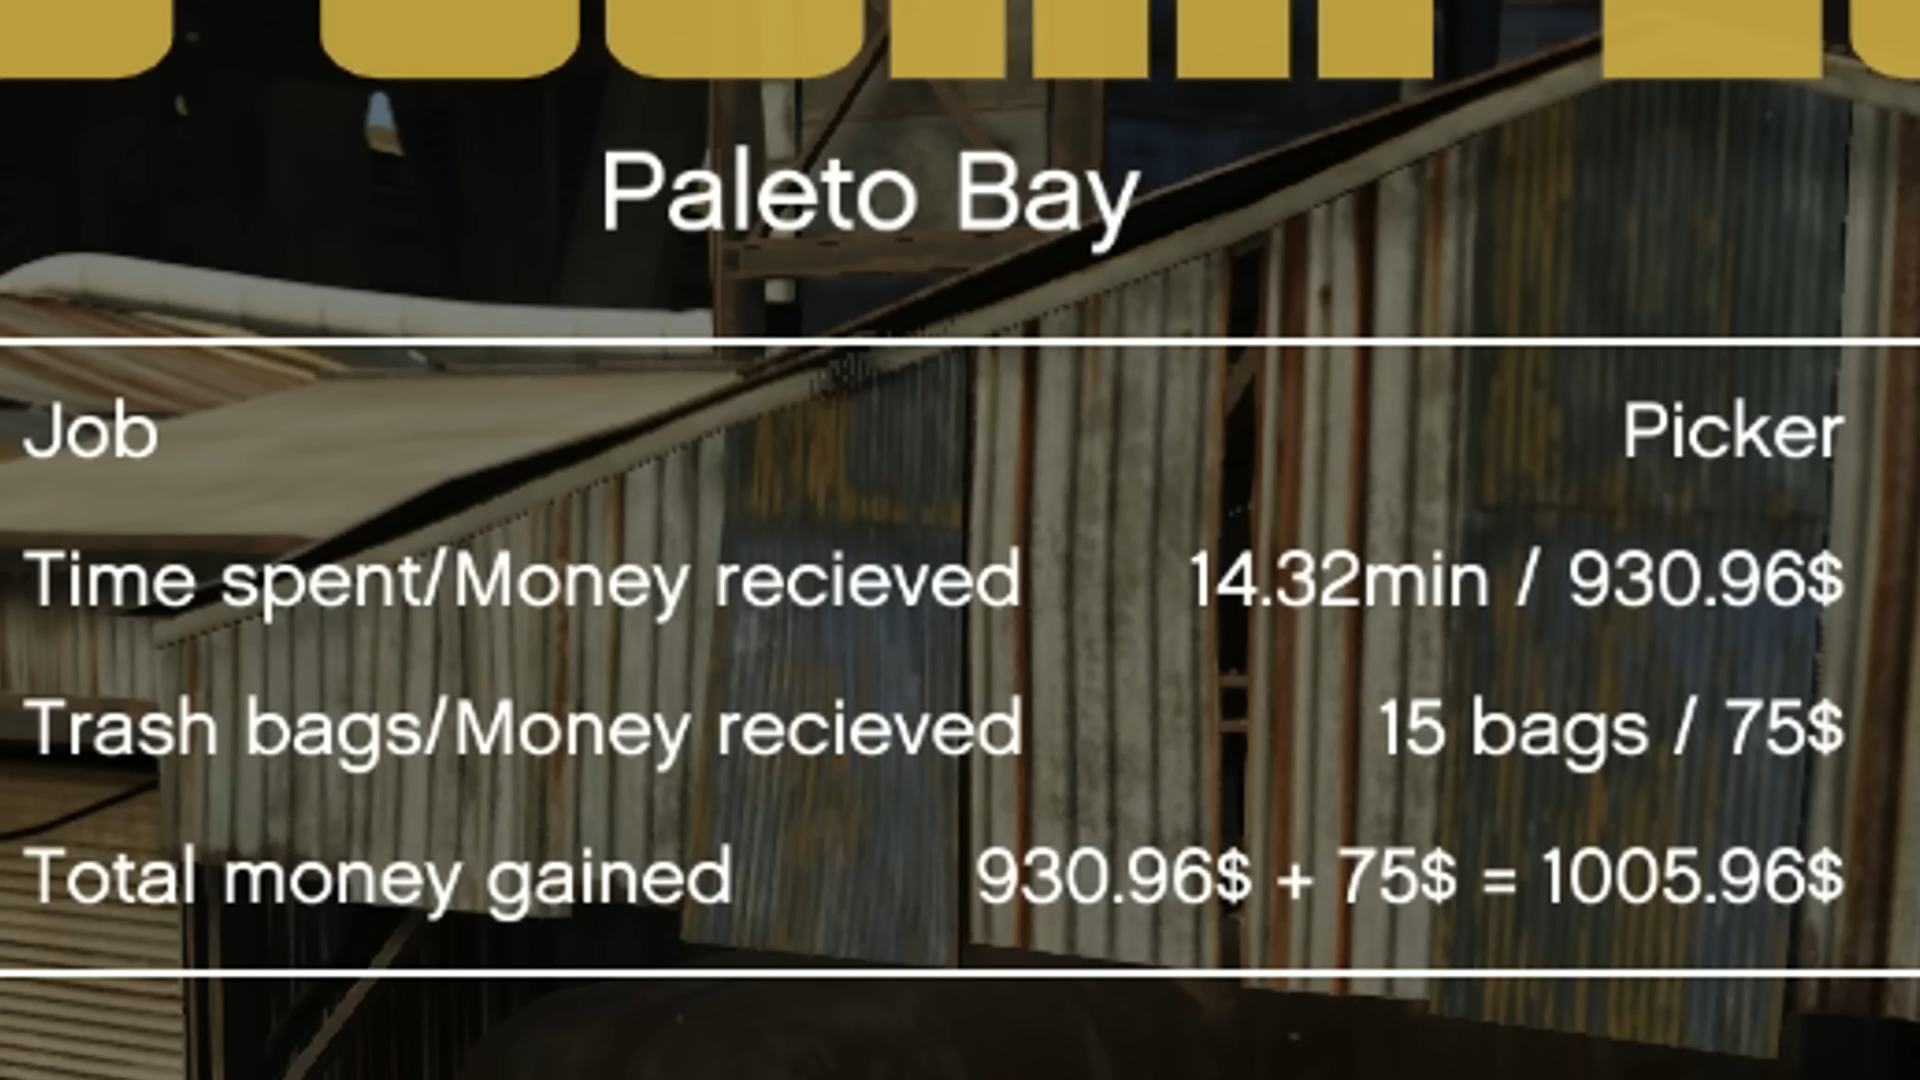 Paleto Bay
Job Picker
Time spent/Money recieved 14.32min / 930.96$
Trash bags/Money recieved 15 bags / 75$
Total money gained 930.96$ + 75$ = 1005.96$